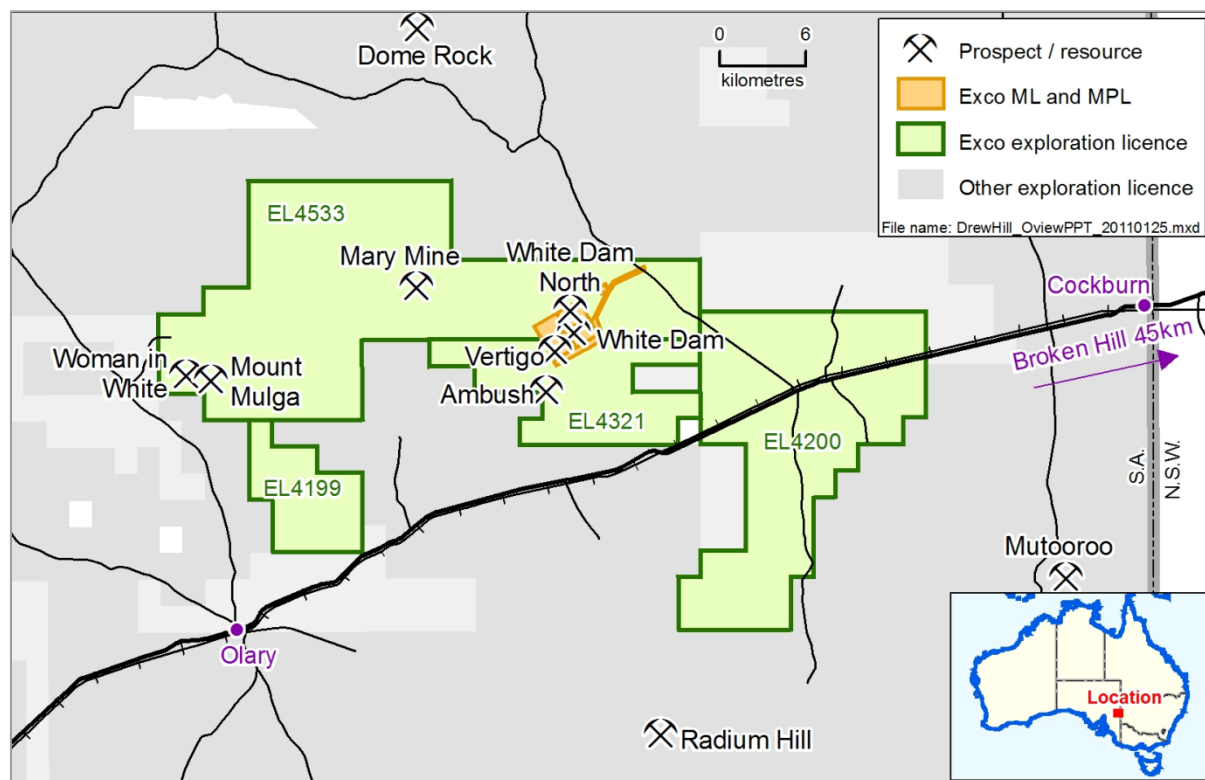 Dome Rock
0 6
kilometres
Prospect / resource
Exco ML and MPL
Exco exploration licence
Other exploration licence
File name: DrewHill_OviewPPT_20110125.mxd
EL4533
Mary Mine
White Dam
North
White Dam
Vertigo
Ambush
Woman in
White
Mount
Mulga
EL4321
EL4200
EL4199
Cockburn
Broken Hill 45km
S.A.
N.S.W.
Mutooroo
Olary
Radium Hill
Location